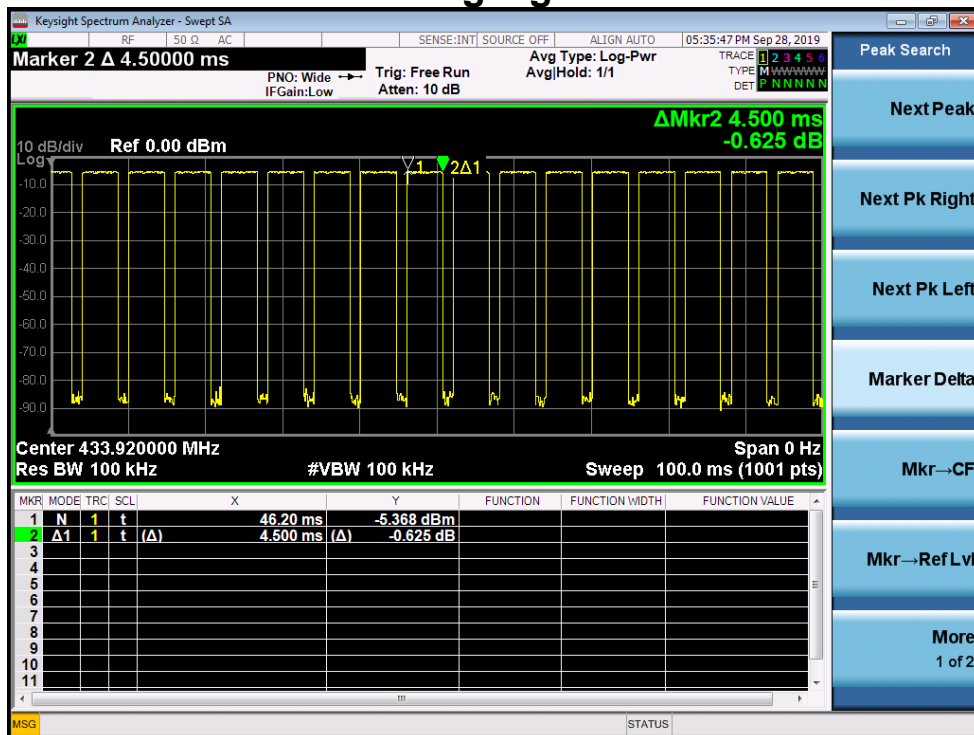 Keysight Spectrum Analyzer - Swept SA
LXI RF 50 Ω AC SENSE:INT SOURCE OFF ALIGN AUTO 05:35:47 PM Sep 28, 2019
Marker 2 Δ 4.50000 ms
PNO: Wide
IFGain:Low
Trig: Free Run
Atten: 10 dB
Avg Type: Log-Pwr
Avg|Hold: 1/1
TRACE 1 2 3 4 5 6
TYPE M WWWWW
DET P N N N N N
ΔMkr2 4.500 ms
-0.625 dB
10 dB/div Ref 0.00 dBm
Log
1 2Δ1
-10.0
-20.0
-30.0
-40.0
-50.0
-60.0
-70.0
-80.0
-90.0
Center 433.920000 MHz Span 0 Hz
Res BW 100 kHz #VBW 100 kHz Sweep 100.0 ms (1001 pts)
MKR MODE TRC SCL X Y FUNCTION FUNCTION WIDTH FUNCTION VALUE
1 N 1 t 46.20 ms -5.368 dBm
2 Δ1 1 t (Δ) 4.500 ms (Δ) -0.625 dB
3
4
5
6
7
8
9
10
11
MSG STATUS
Peak Search
Next Peak
Next Pk Right
Next Pk Left
Marker Delta
Mkr→CF
Mkr→Ref Lvl
More
1 of 2